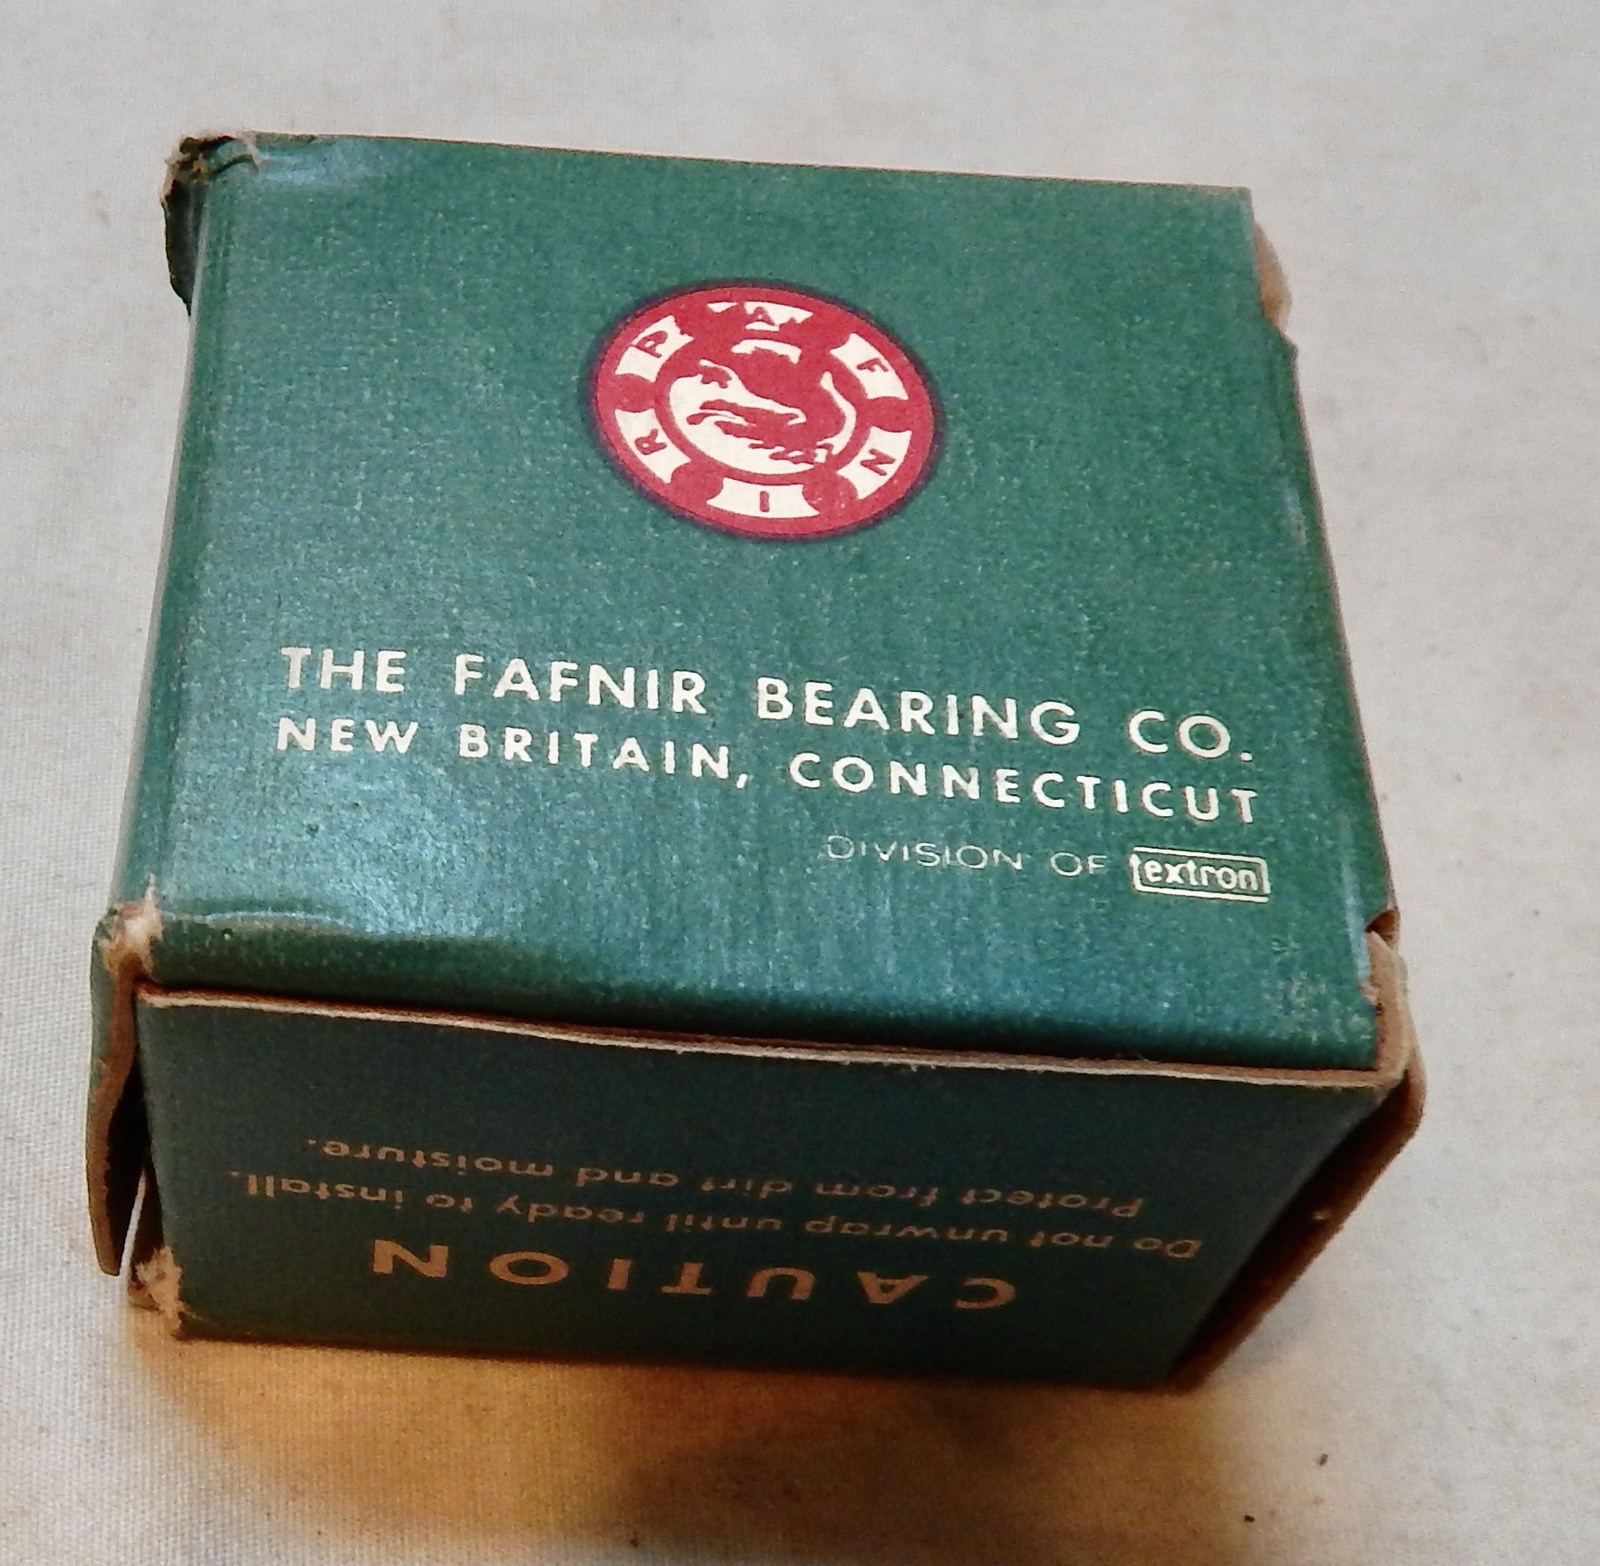 FAFNIR
THE FAFNIR BEARING CO.
NEW BRITAIN, CONNECTICUT
DIVISION OF textron
CAUTION
Do not unwrap until ready to install.
Protect from dirt and moisture.